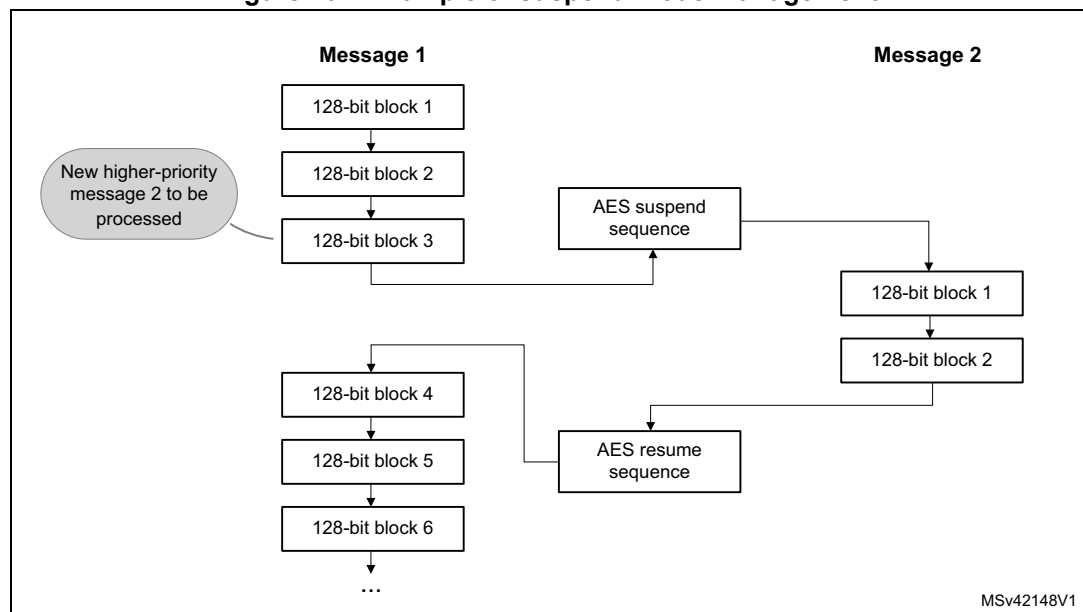 Message 1
Message 2
128-bit block 1
New higher-priority
message 2 to be
processed
128-bit block 2
128-bit block 3
AES suspend
sequence
128-bit block 1
128-bit block 2
128-bit block 4
AES resume
sequence
128-bit block 5
128-bit block 6
...
MSv42148V1